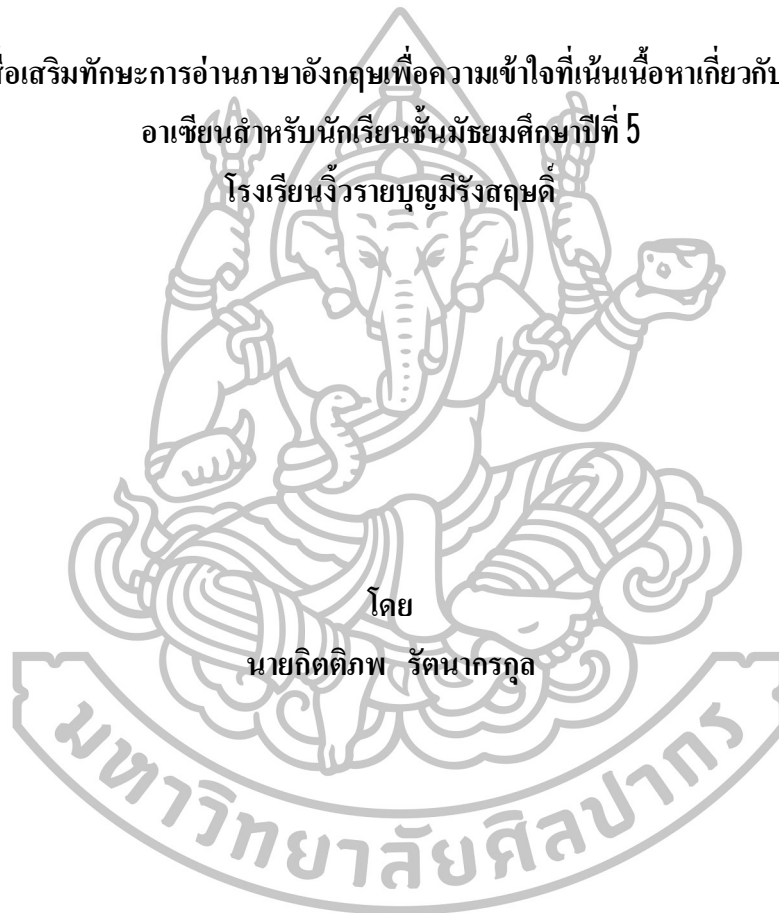 เสริมทักษะการอ่านภาษาอังกฤษเพื่อความเข้าใจที่เน้นเนื้อหาเกี่ยวกับ
อาเซียนสำหรับนักเรียนชั้นมัธยมศึกษาปีที่ 5
โรงเรียนงิ้วรายบุญมีรังสฤษดิ์
โดย
นายกิตติภพ รัตนากรกุล
มหาวิทยาลัยศิลปากร